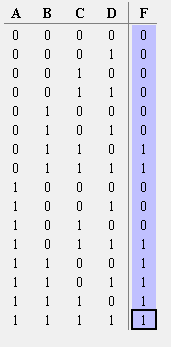 A B C D F
0 0 0 0 0
0 0 0 1 0
0 0 1 0 0
0 0 1 1 0
0 1 0 0 0
0 1 0 1 0
0 1 1 0 1
0 1 1 1 1
1 0 0 0 0
1 0 0 1 0
1 0 1 0 0
1 0 1 1 1
1 1 0 0 1
1 1 0 1 1
1 1 1 0 1
1 1 1 1 1